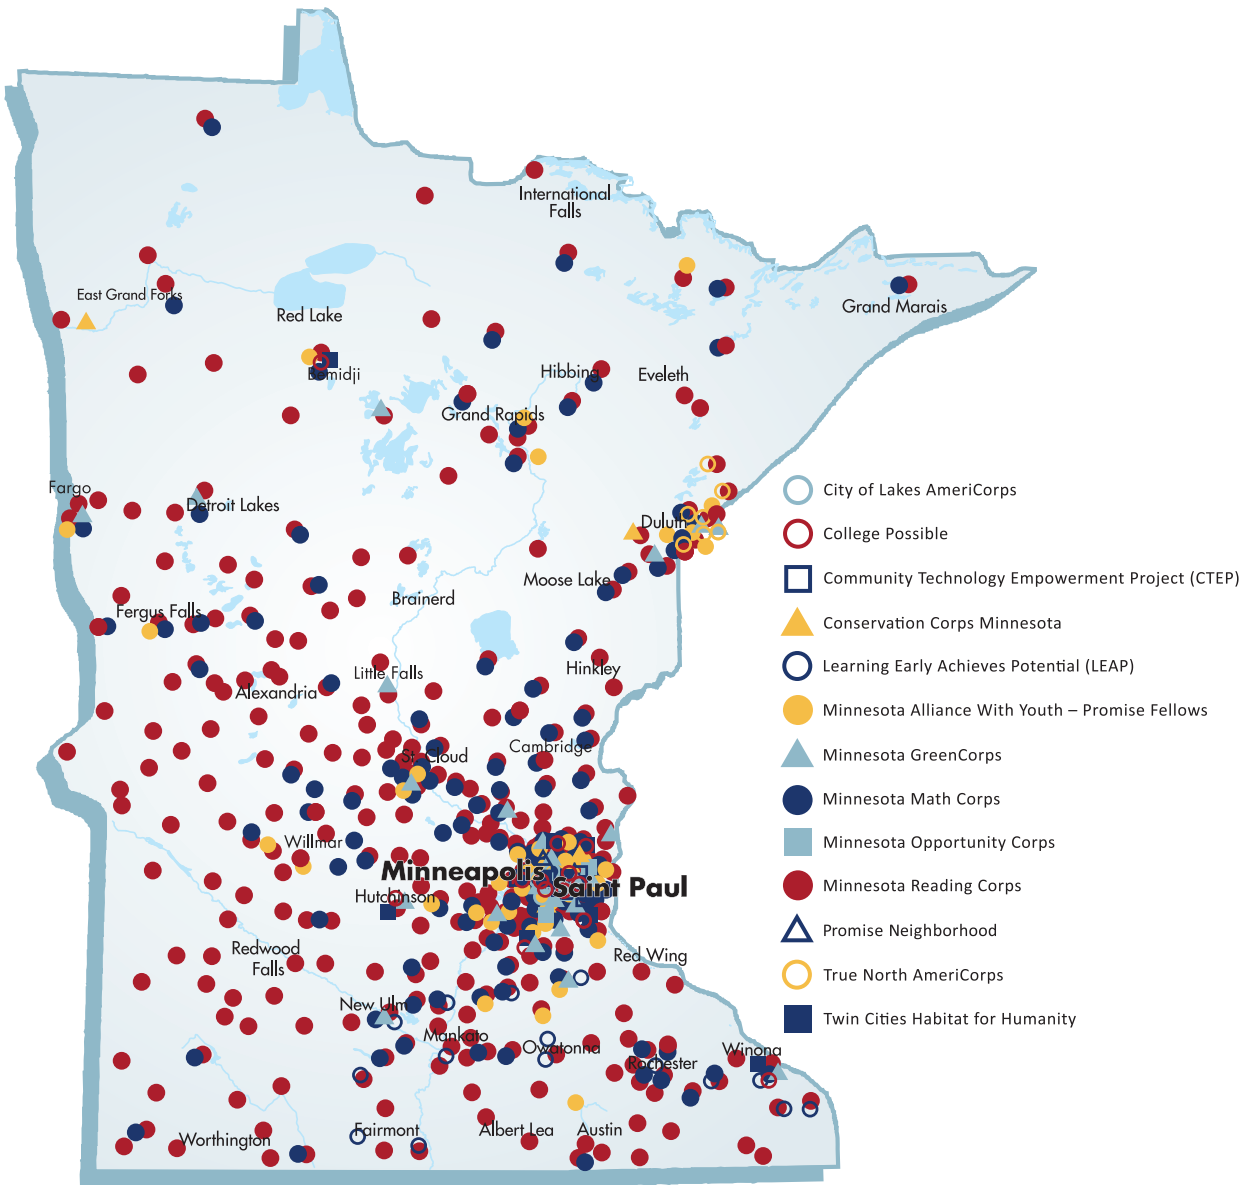 International
Falls
East Grand Forks
Red Lake
Grand Marais
Bemidji
Hibbing
Eveleth
Grand Rapids
Fargo
Detroit Lakes
Duluth
Moose Lake
Brainerd
Fergus Falls
Little Falls
Hinkley
Alexandria
St. Cloud
Cambridge
Willmar
Minneapolis
Saint Paul
Hutchinson
Redwood
Falls
Red Wing
New Ulm
Mankato
Owatonna
Rochester
Winona
Worthington
Fairmont
Albert Lea
Austin
City of Lakes AmeriCorps
College Possible
Community Technology Empowerment Project (CTEP)
Conservation Corps Minnesota
Learning Early Achieves Potential (LEAP)
Minnesota Alliance With Youth – Promise Fellows
Minnesota GreenCorps
Minnesota Math Corps
Minnesota Opportunity Corps
Minnesota Reading Corps
Promise Neighborhood
True North AmeriCorps
Twin Cities Habitat for Humanity